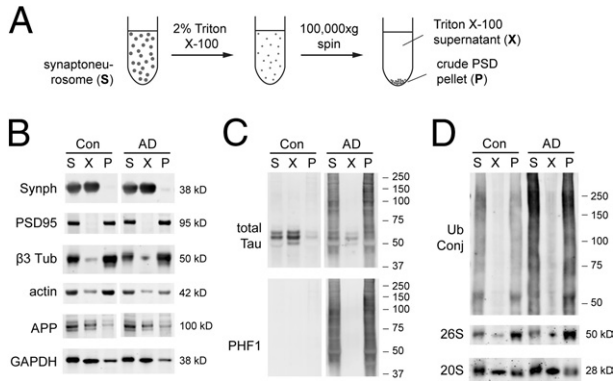 A
synaptoneu-
rosome (S)
2% Triton
X-100
100,000xg
spin
Triton X-100
supernatant (X)
crude PSD
pellet (P)
B
Con AD
S X P S X P
Synph 38 kD
PSD95 95 kD
β3 Tub 50 kD
actin 42 kD
APP 100 kD
GAPDH 38 kD
C
Con AD
S X P S X P
total
Tau
250
150
100
75
50
37
PHF1
250
150
100
75
50
37
D
Con AD
S X P S X P
Ub
Conj
250
150
100
75
50
26S 50 kD
20S 28 kD